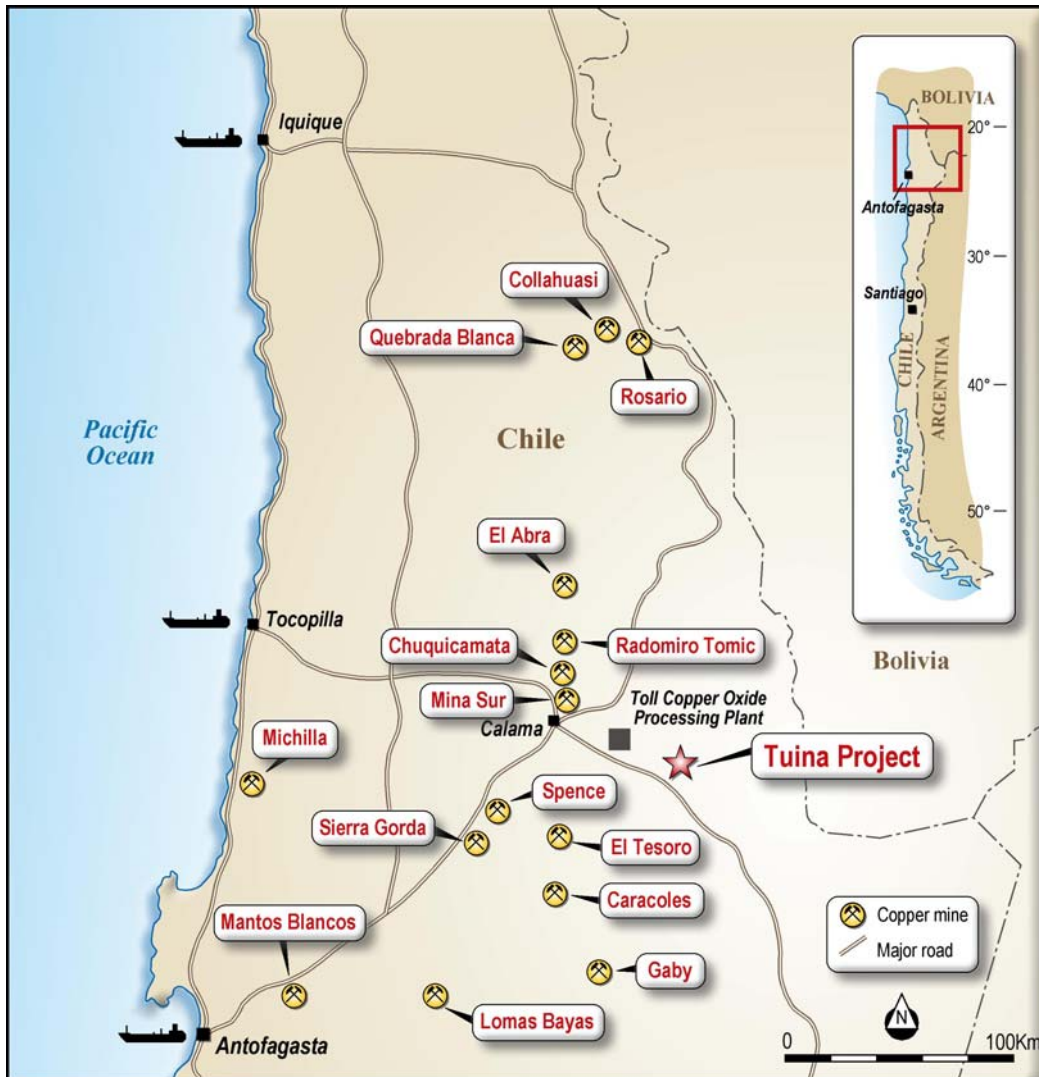 Iquique
BOLIVIA
20°
Antofagasta
30°
Santiago
CHILE
ARGENTINA
40°
50°
Collahuasi
Quebrada Blanca
Rosario
Pacific
Ocean
Chile
El Abra
Tocopilla
Chuquicamata
Radomiro Tomic
Bolivia
Mina Sur
Toll Copper Oxide
Processing Plant
Calama
Michilla
Tuina Project
Spence
Sierra Gorda
El Tesoro
Caracoles
Mantos Blancos
Copper mine
Major road
Gaby
Lomas Bayas
N
Antofagasta
0
100Km